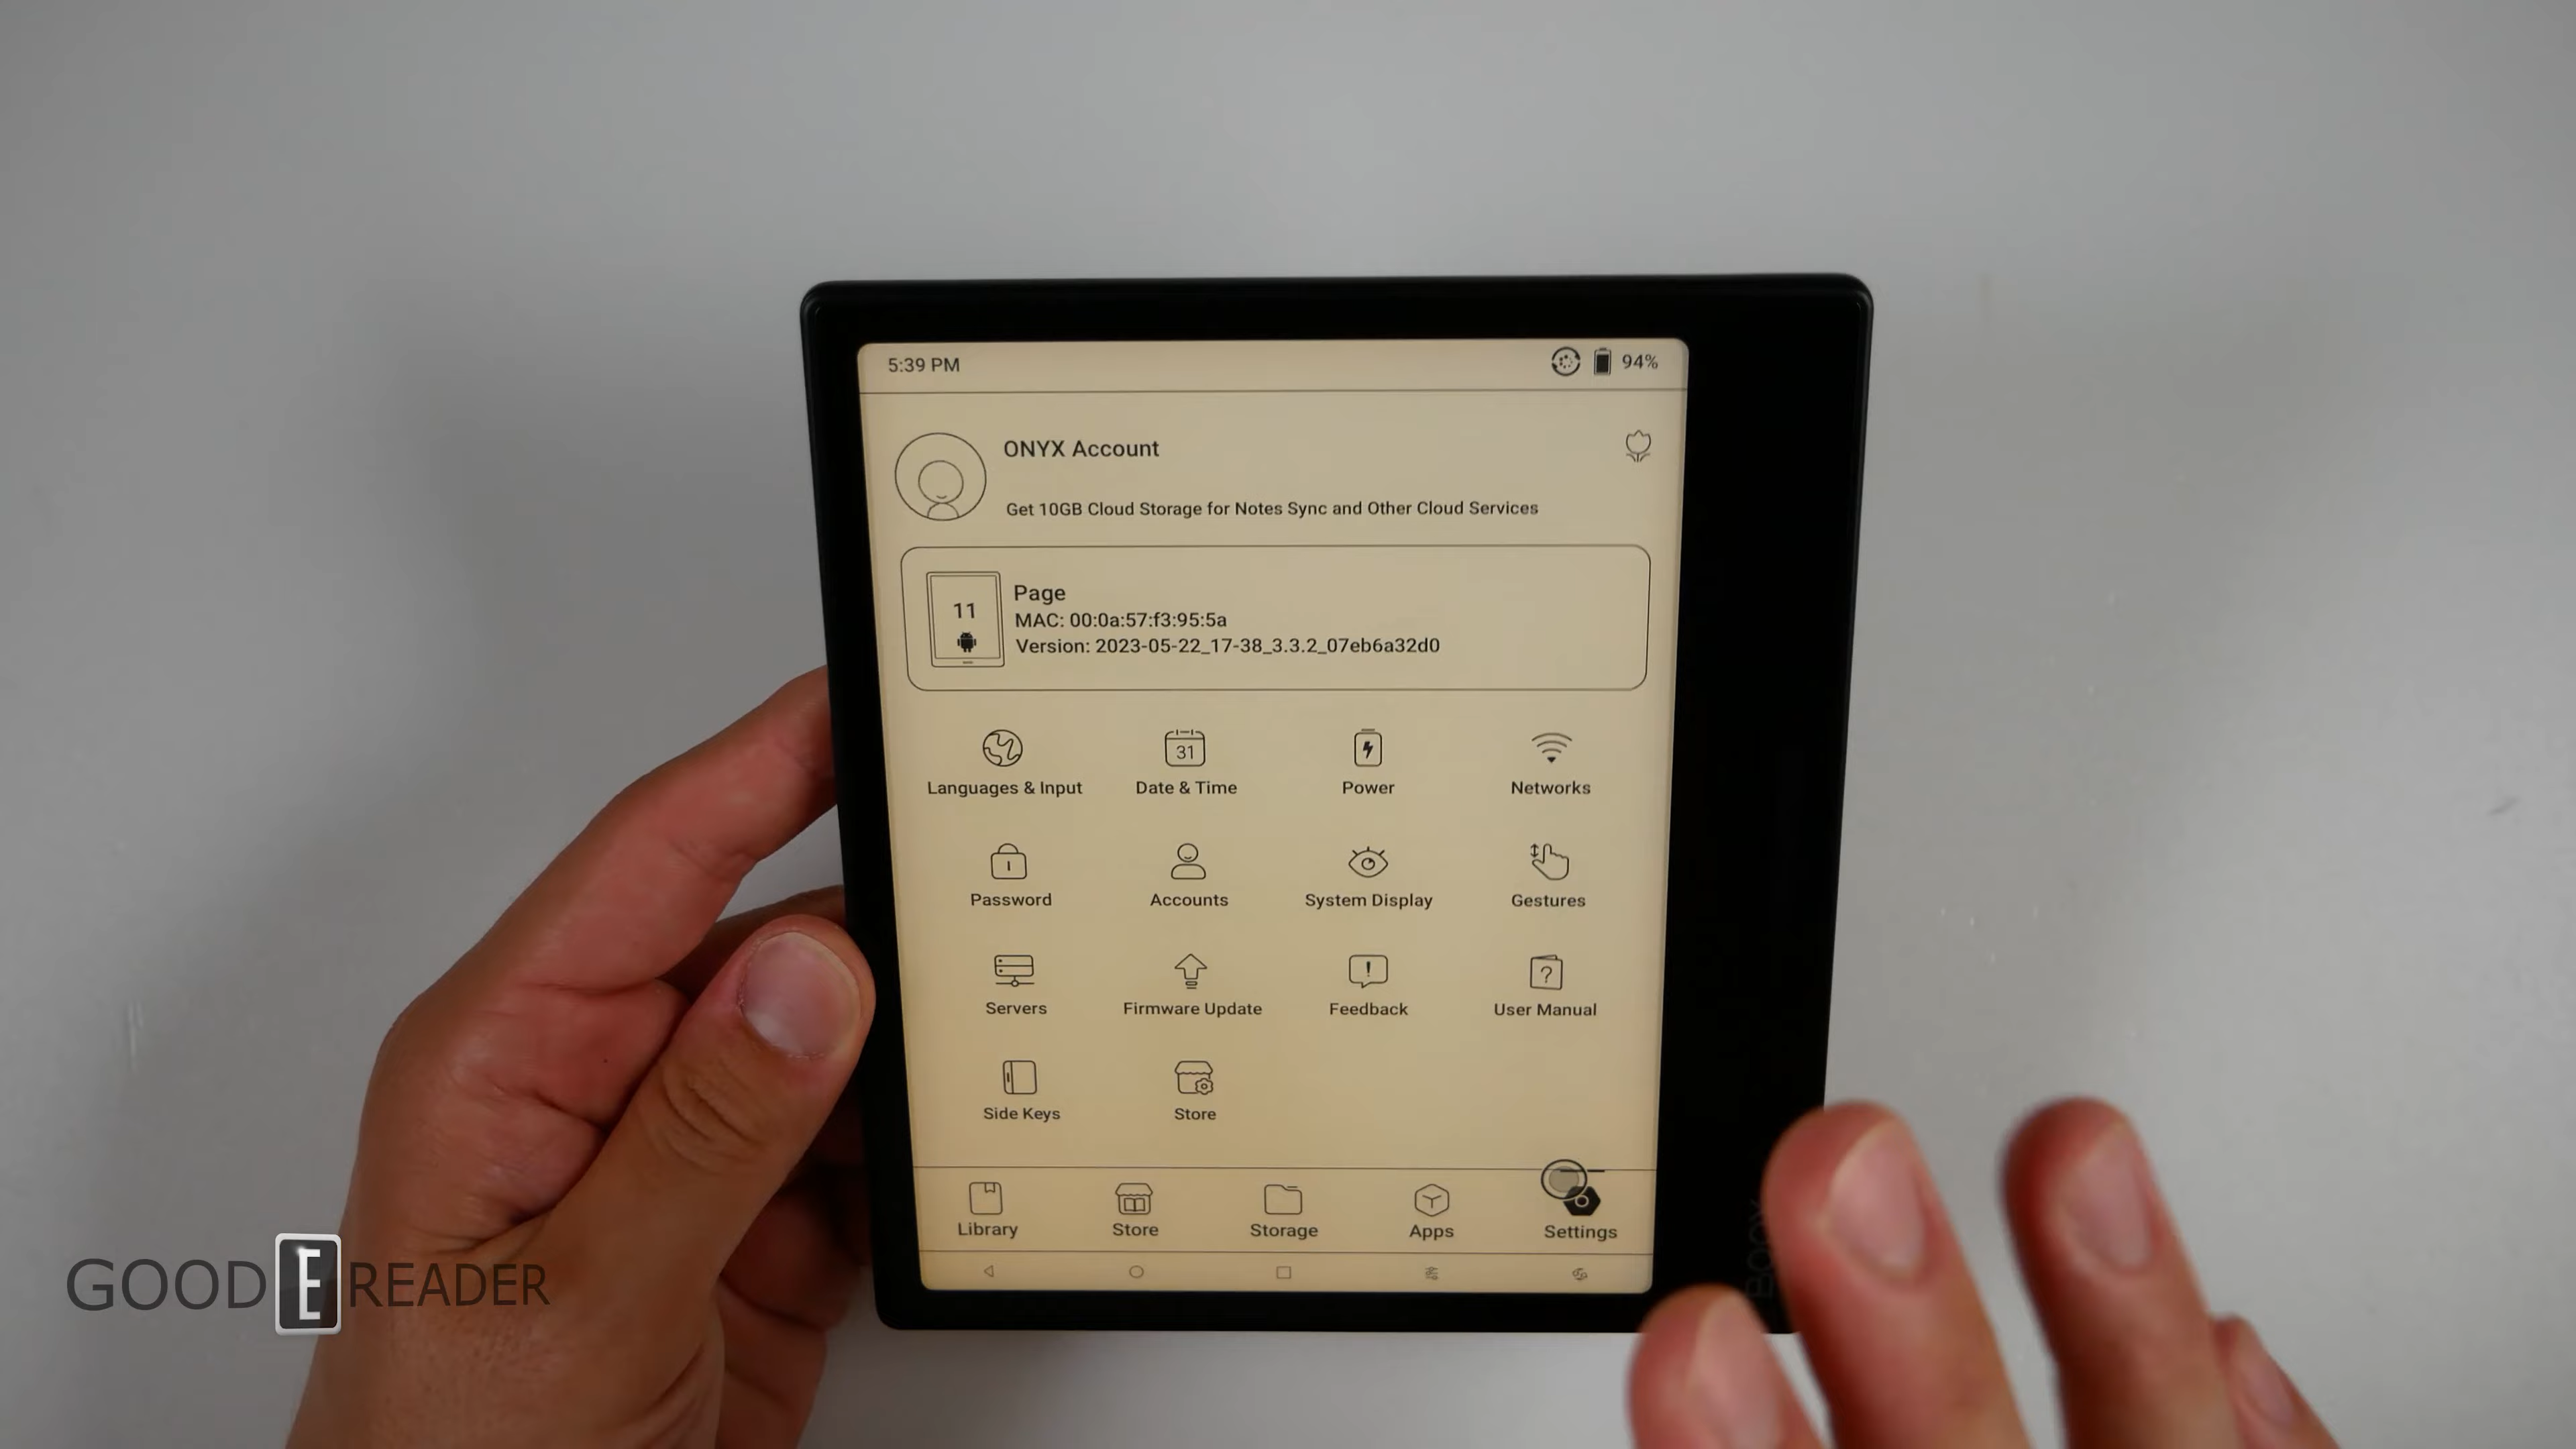 5:39 PM
94%
ONYX Account
Get 10GB Cloud Storage for Notes Sync and Other Cloud Services
11
Page
MAC: 00:0a:57:f3:95:5a
Version: 2023-05-22_17-38_3.3.2_07eb6a32d0
31
Languages & Input
Date & Time
Power
Networks
Password
Accounts
System Display
Gestures
?
Servers
Firmware Update
Feedback
User Manual
Side Keys
Store
Library
Store
Storage
Apps
Settings
BOOX
GOOD E READER